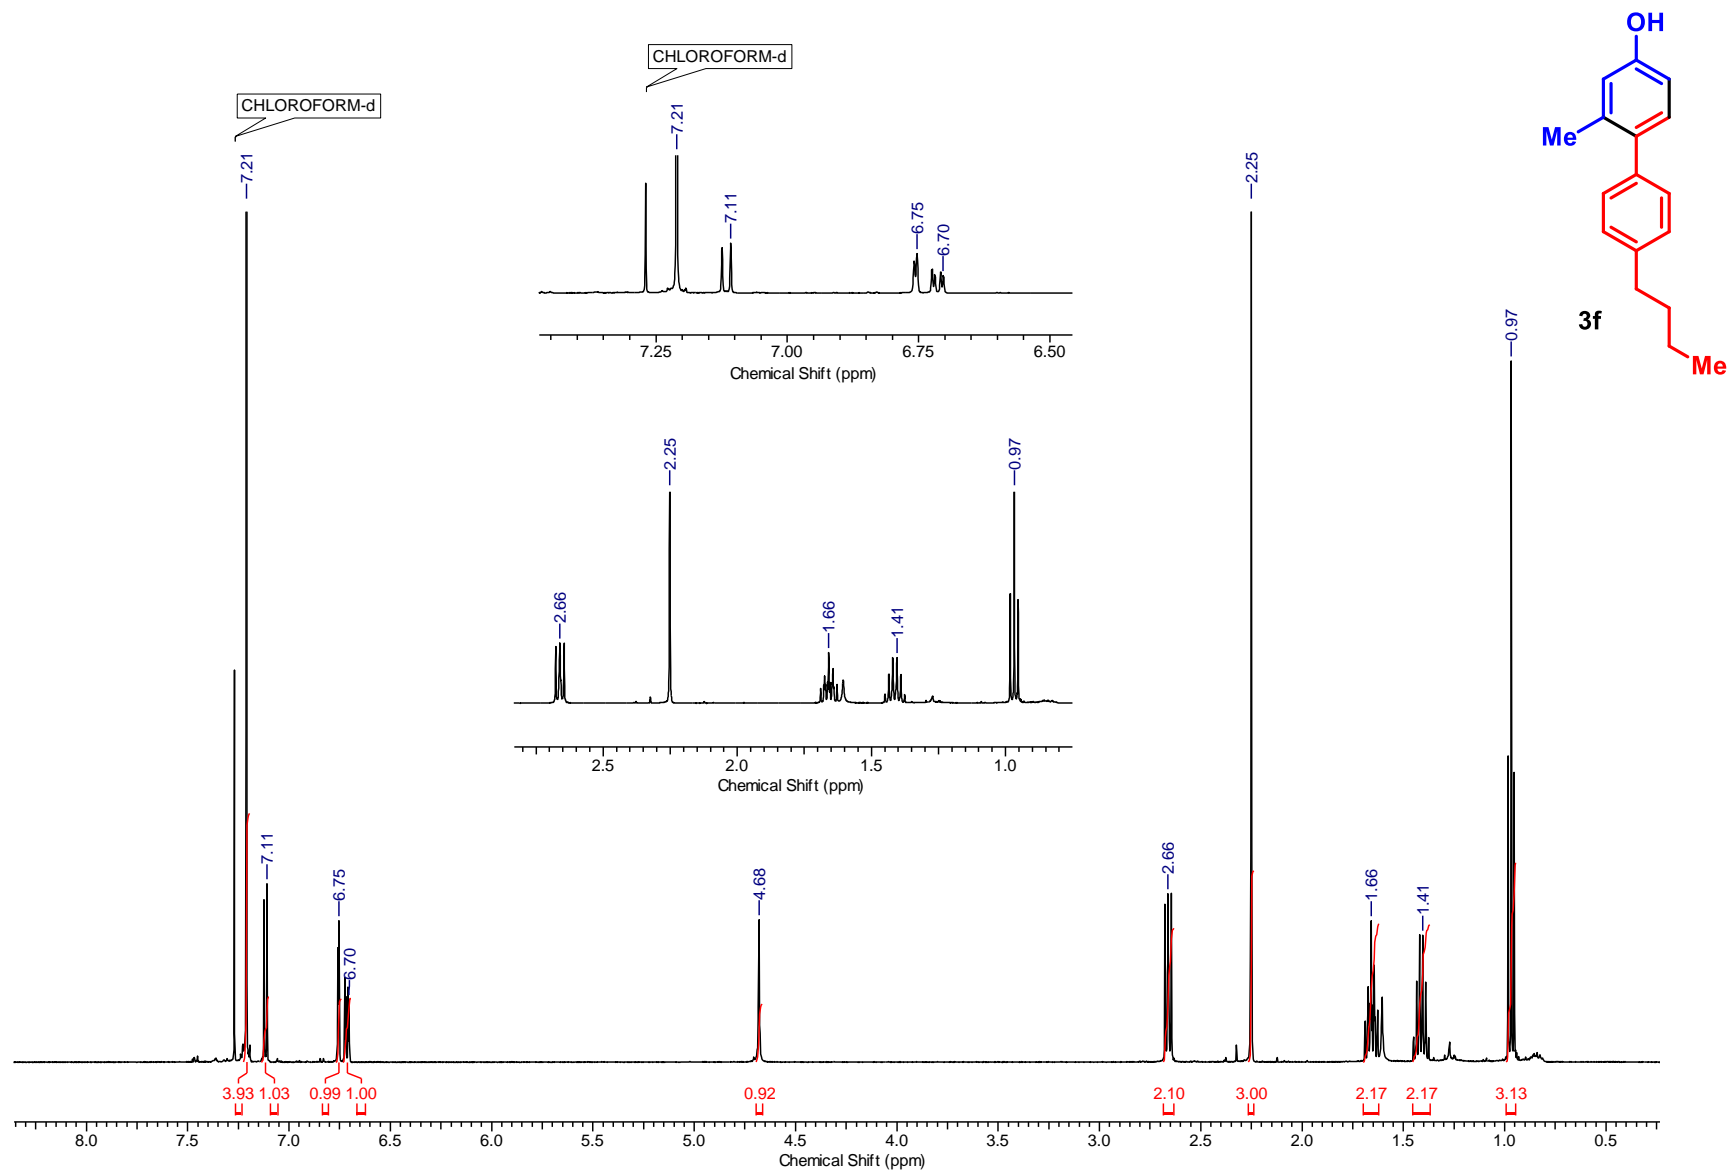 OH
Me
3f
Me
CHLOROFORM-d
CHLOROFORM-d
7.21
7.11
6.75
6.70
7.25 7.00 6.75 6.50
Chemical Shift (ppm)
2.66
2.25
1.66
1.41
0.97
2.5 2.0 1.5 1.0
Chemical Shift (ppm)
7.21
7.11
6.75
6.70
4.68
2.66
2.25
1.66
1.41
0.97
3.93 1.03 0.99 1.00 0.92 2.10 3.00 2.17 2.17 3.13
8.0 7.5 7.0 6.5 6.0 5.5 5.0 4.5 4.0 3.5 3.0 2.5 2.0 1.5 1.0 0.5
Chemical Shift (ppm)